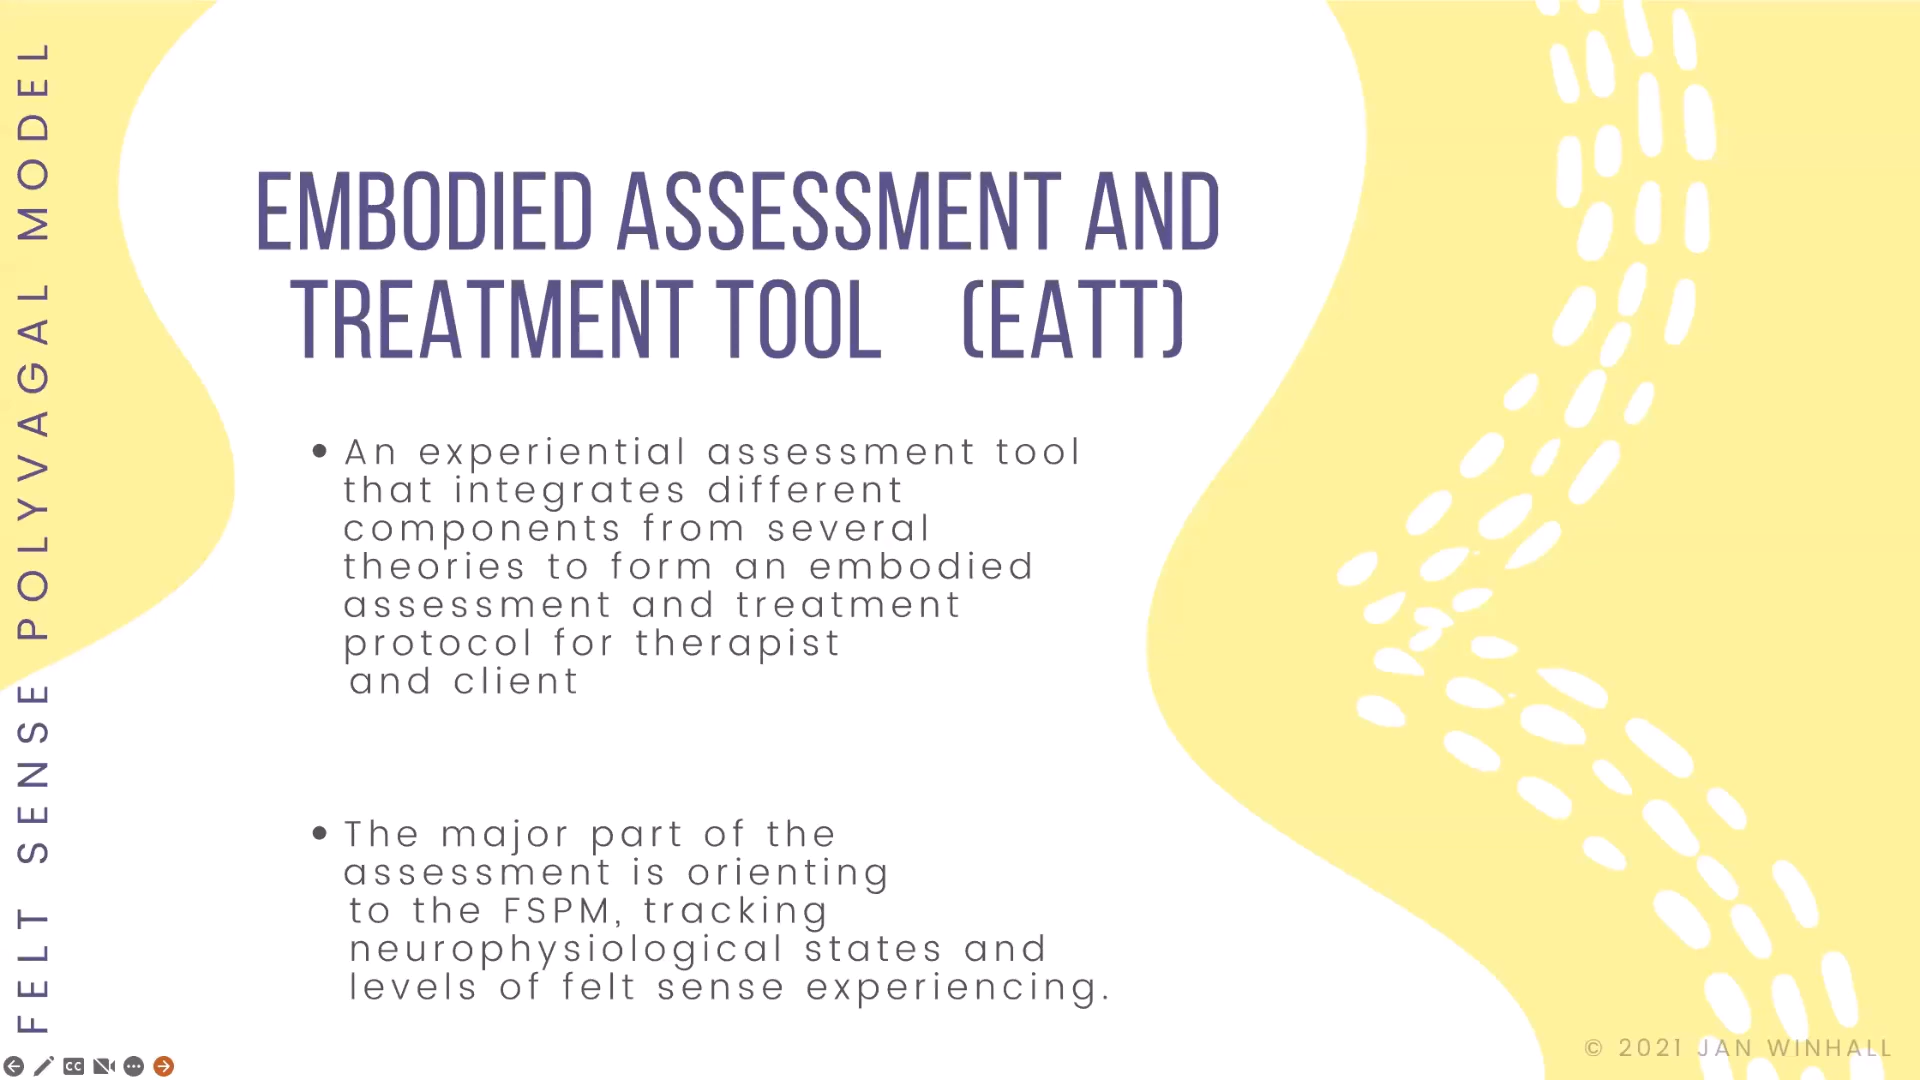 FELT SENSE POLYVAGAL MODEL
EMBODIED ASSESSMENT AND
TREATMENT TOOL (EATT)
• An experiential assessment tool
that integrates different
components from several
theories to form an embodied
assessment and treatment
protocol for therapist
and client
• The major part of the
assessment is orienting
to the FSPM, tracking
neurophysiological states and
levels of felt sense experiencing.
CC
© 2021 JAN WINHALL